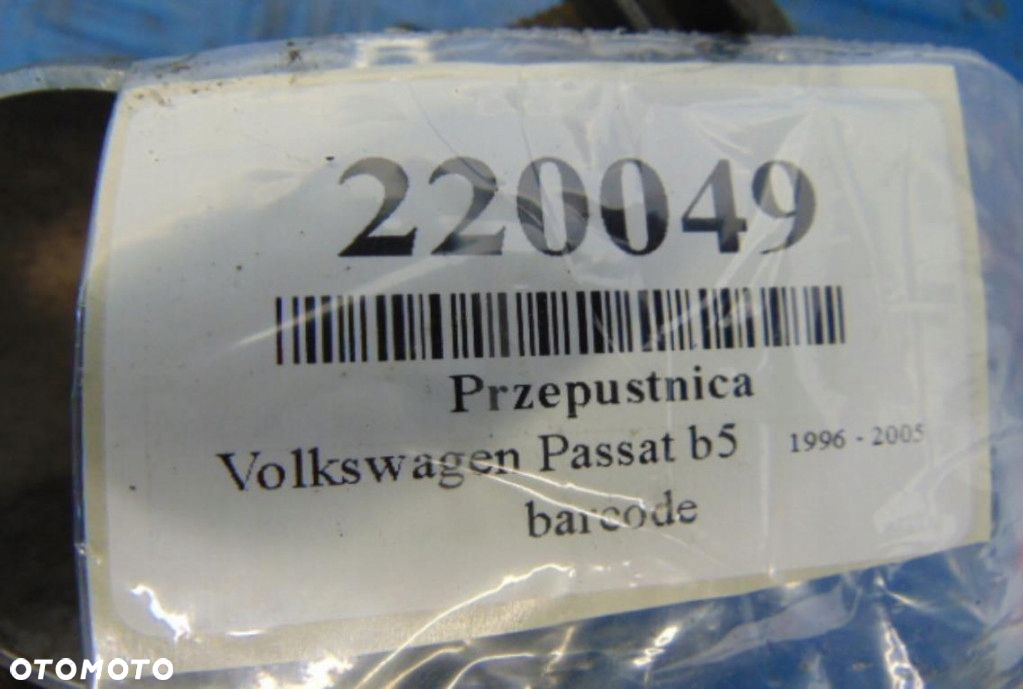 220049
Przepustnica
Volkswagen Passat b5 1996 - 2005
barcode
OTOMOTO